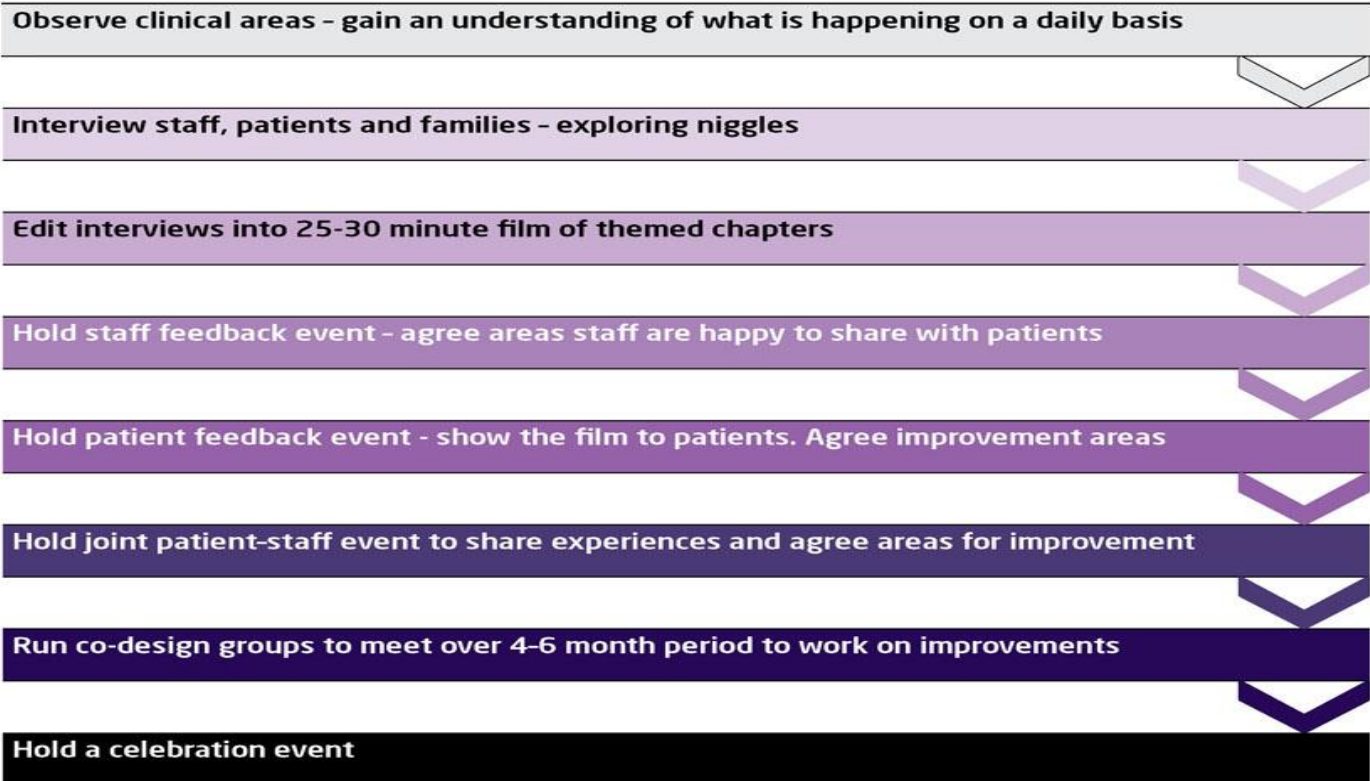 Observe clinical areas – gain an understanding of what is happening on a daily basis
Interview staff, patients and families – exploring niggles
Edit interviews into 25-30 minute film of themed chapters
Hold staff feedback event – agree areas staff are happy to share with patients
Hold patient feedback event - show the film to patients. Agree improvement areas
Hold joint patient–staff event to share experiences and agree areas for improvement
Run co-design groups to meet over 4–6 month period to work on improvements
Hold a celebration event